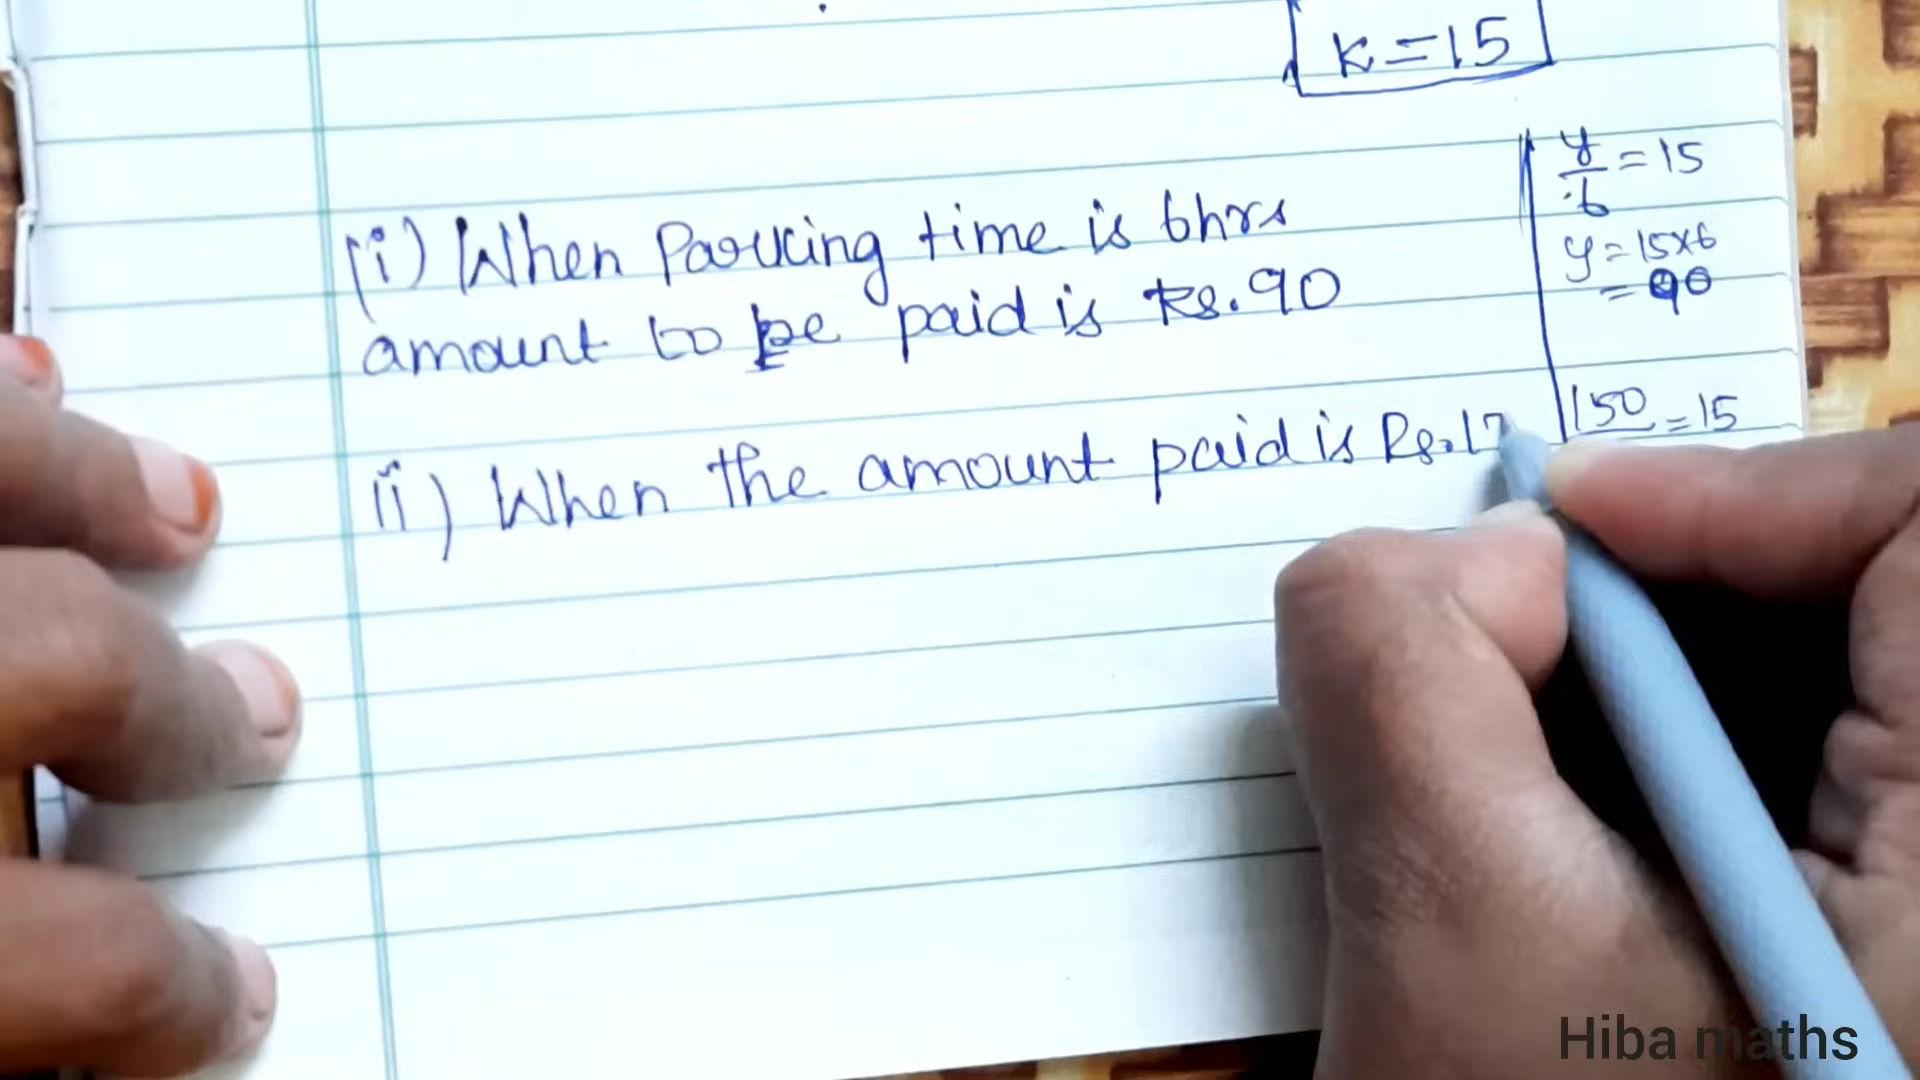 K=15
(i) When Parking time is 6hrs
amount to be paid is Rs.90
ii) When the amount paid is Rs.1
y/6 = 15
y = 15×6
= 90
150 = 15
Hiba maths